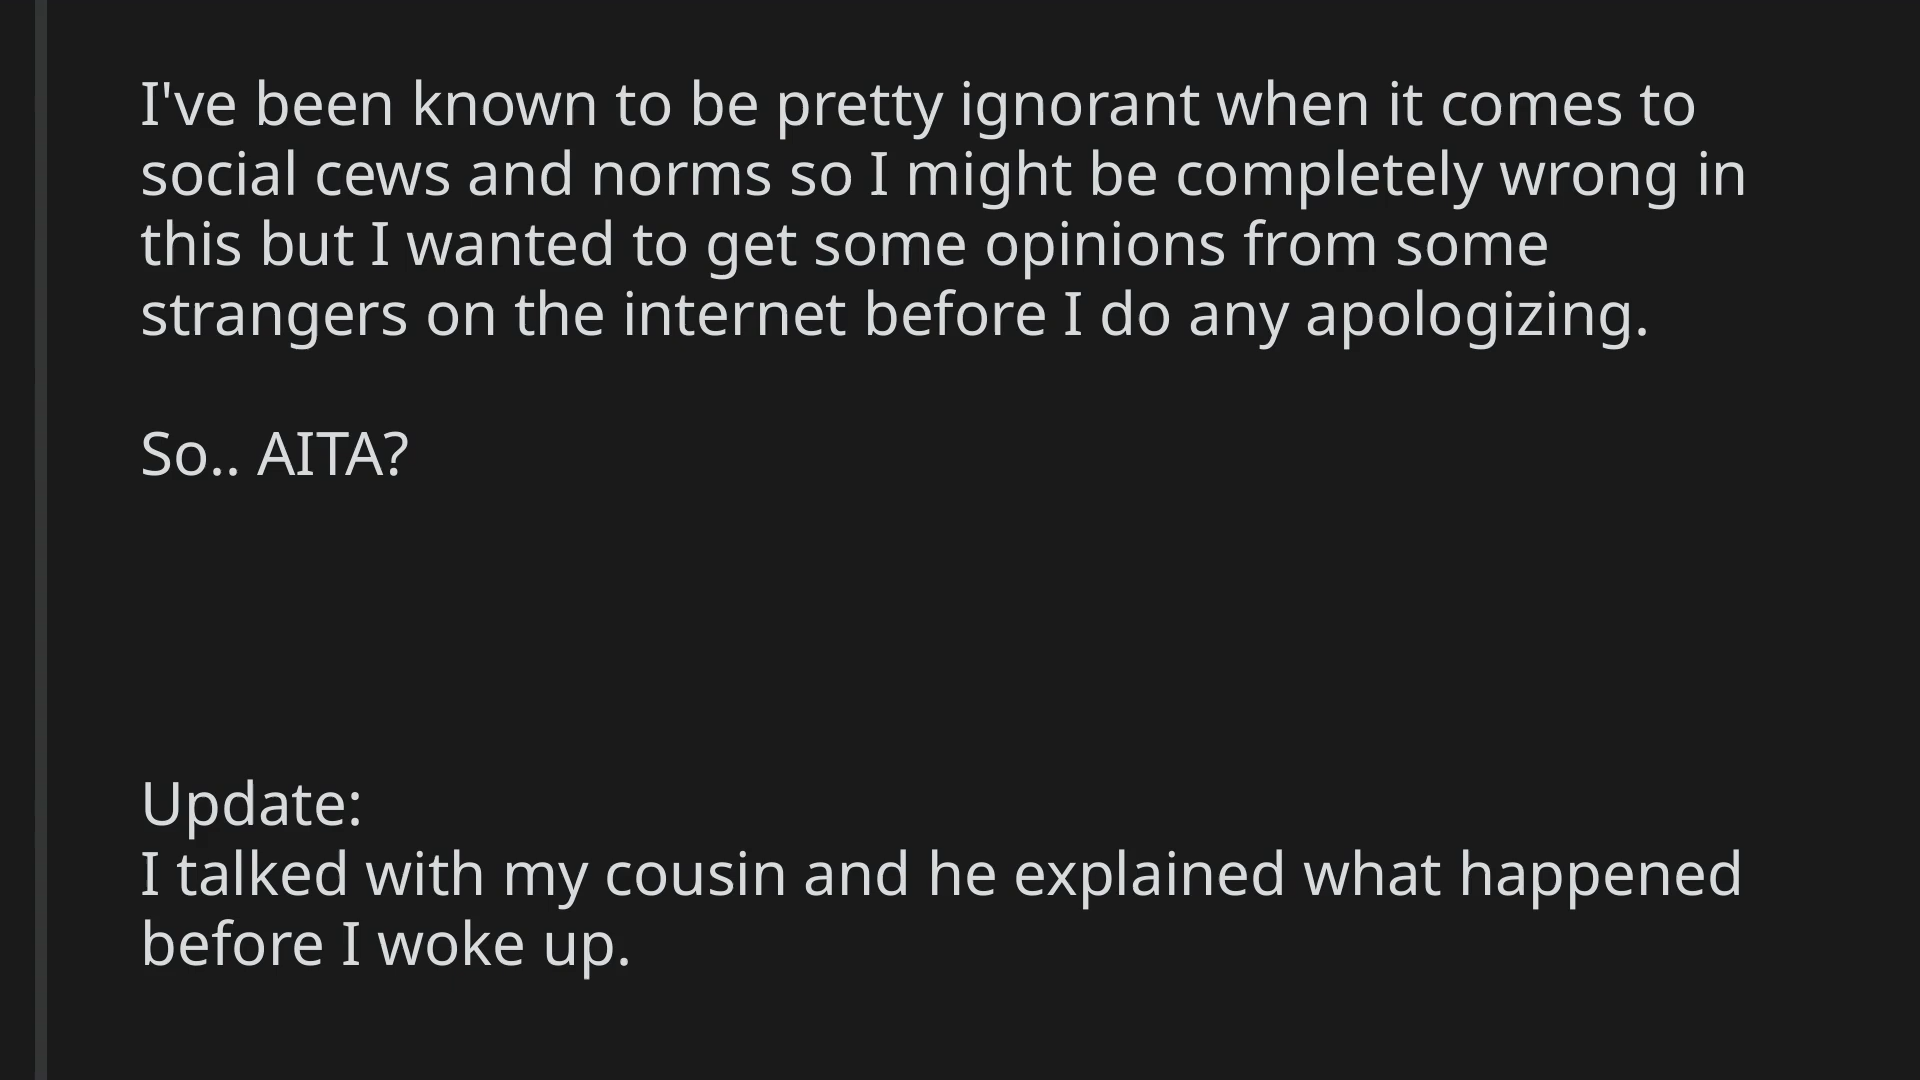 I've been known to be pretty ignorant when it comes to
social cews and norms so I might be completely wrong in
this but I wanted to get some opinions from some
strangers on the internet before I do any apologizing.
So.. AITA?
Update:
I talked with my cousin and he explained what happened
before I woke up.